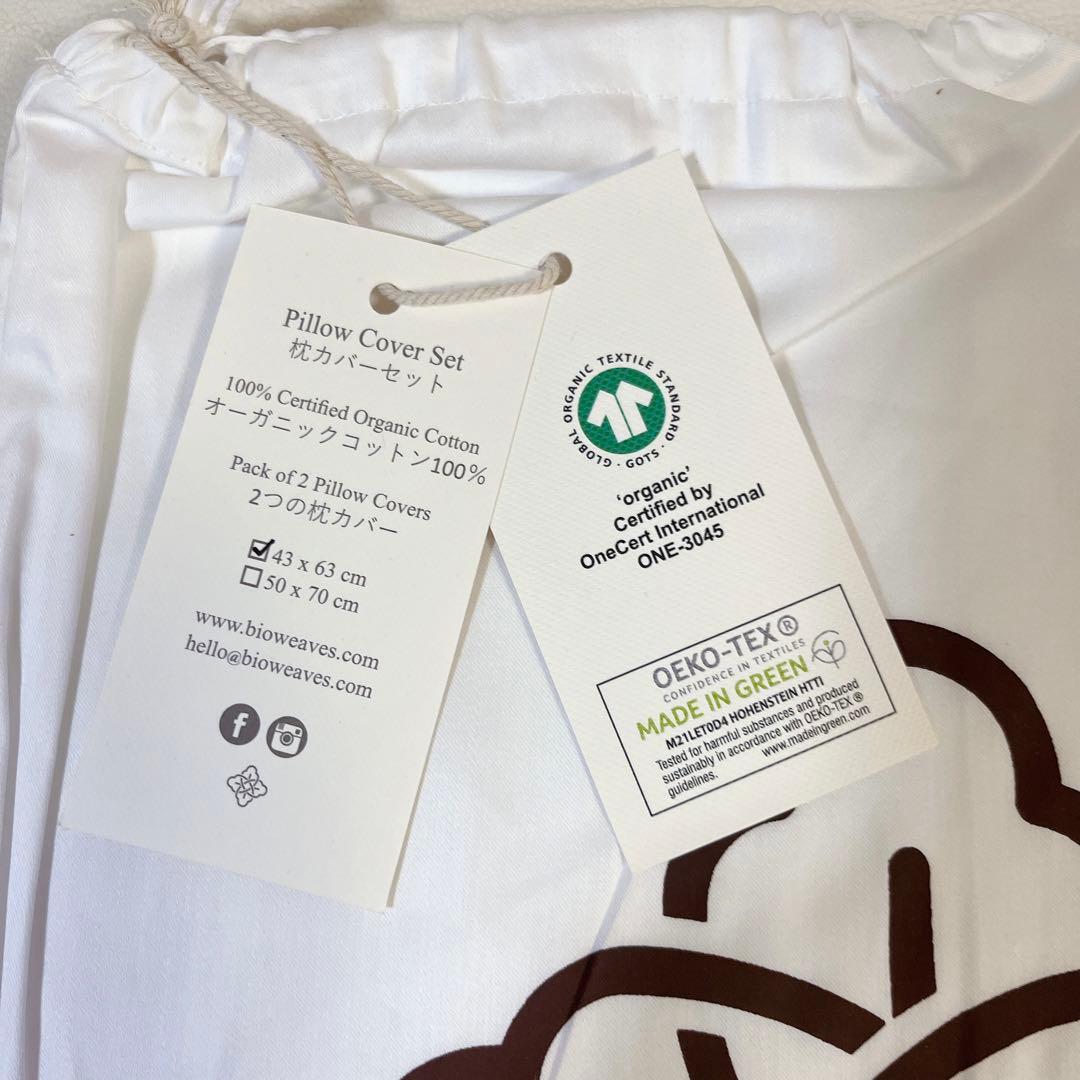 Pillow Cover Set
枕カバーセット
100% Certified Organic Cotton
オーガニックコットン100%
Pack of 2 Pillow Covers
2つの枕カバー
43 x 63 cm
50 x 70 cm
www.bioweaves.com
hello@bioweaves.com
GLOBAL ORGANIC TEXTILE STANDARD · GOTS ·
'organic'
Certified by
OneCert International
ONE-3045
OEKO-TEX®
CONFIDENCE IN TEXTILES
MADE IN GREEN
M21LET0D4 HOHENSTEIN HTTI
Tested for harmful substances and produced
sustainably in accordance with OEKO-TEX®
guidelines. www.madeingreen.com